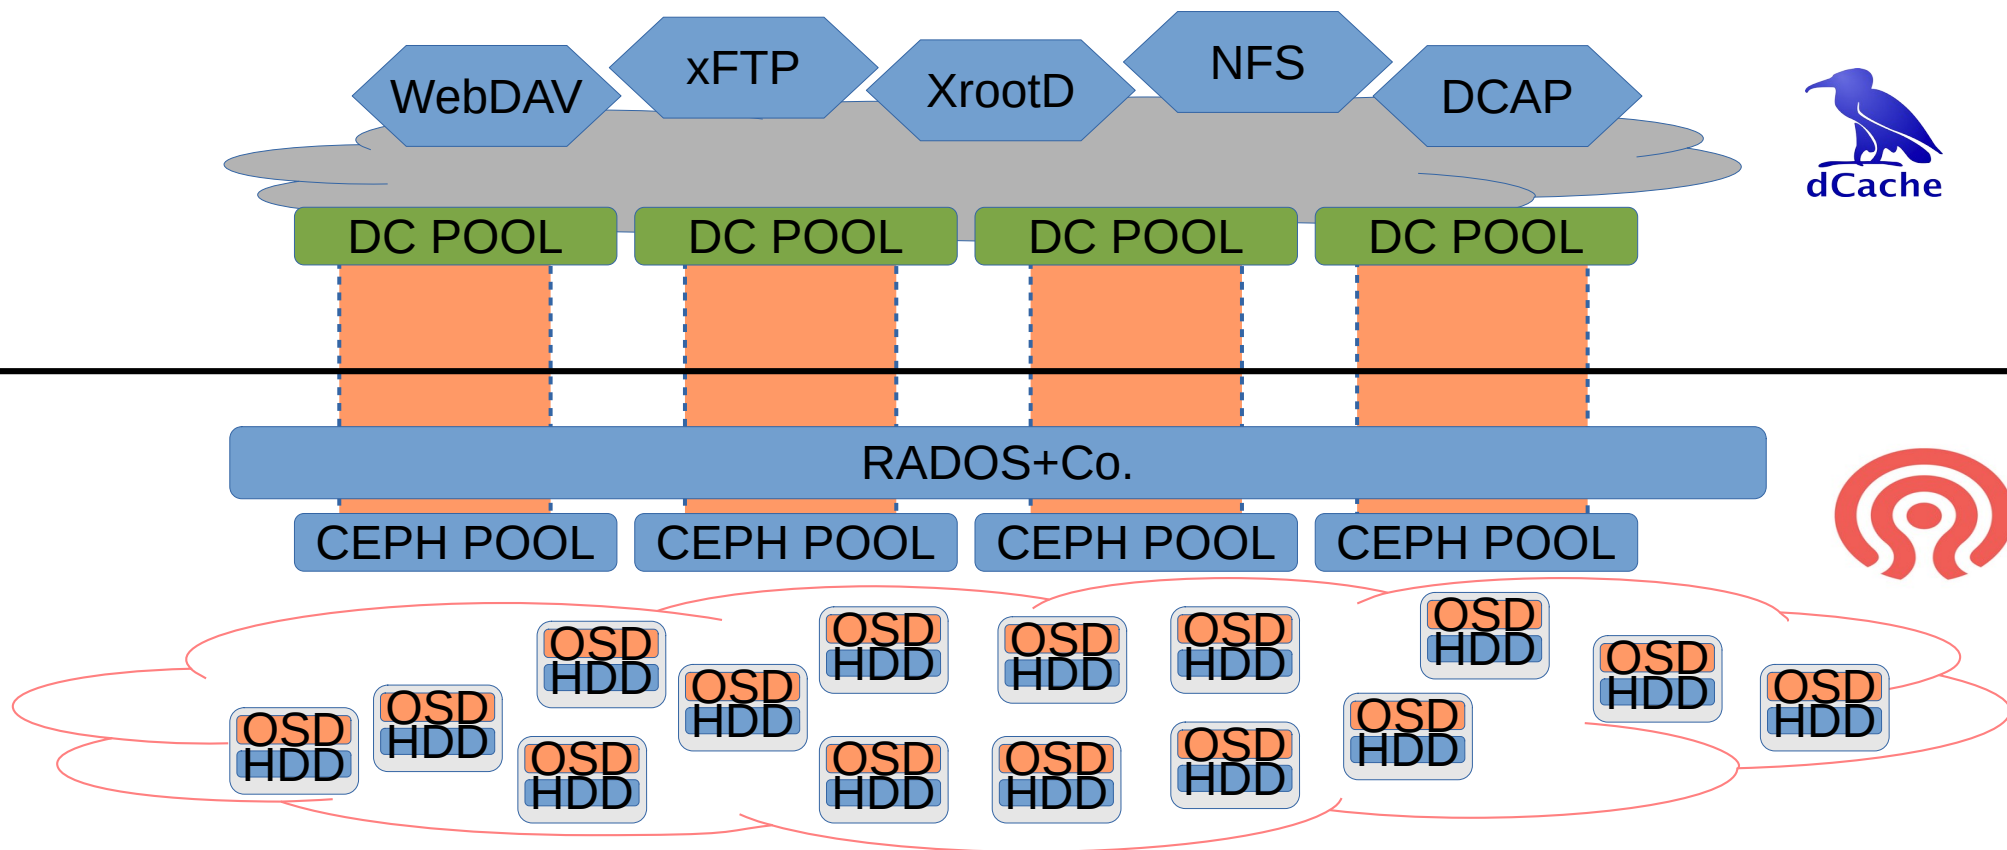 WebDAV
xFTP
XrootD
NFS
DCAP
dCache
DC POOL
DC POOL
DC POOL
DC POOL
RADOS+Co.
CEPH POOL
CEPH POOL
CEPH POOL
CEPH POOL
OSD
HDD
OSD
HDD
OSD
HDD
OSD
HDD
OSD
HDD
OSD
HDD
OSD
HDD
OSD
HDD
OSD
HDD
OSD
HDD
OSD
HDD
OSD
HDD
OSD
HDD
OSD
HDD
OSD
HDD